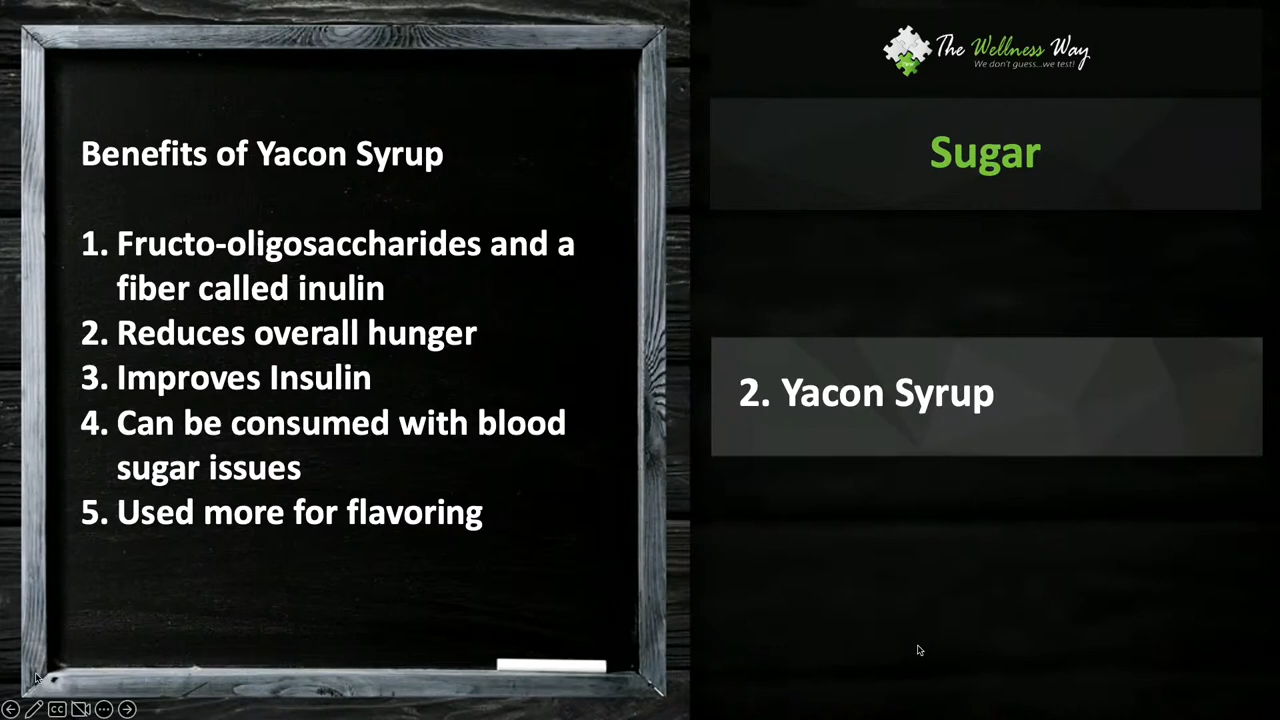 Benefits of Yacon Syrup
1. Fructo-oligosaccharides and a
fiber called inulin
2. Reduces overall hunger
3. Improves Insulin
4. Can be consumed with blood
sugar issues
5. Used more for flavoring
The Wellness Way
We don't guess...we test!
Sugar
2. Yacon Syrup
CC